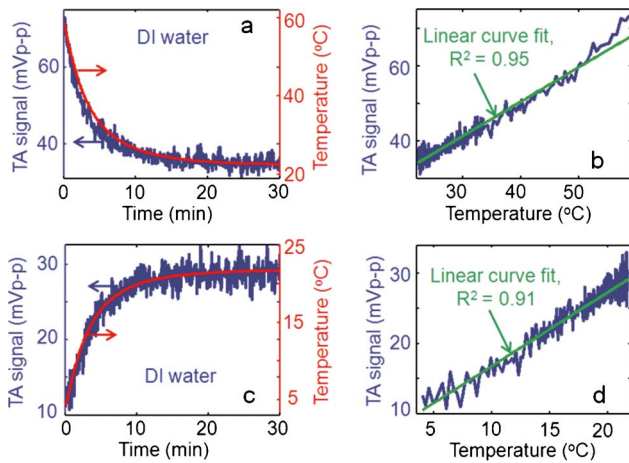 a
DI water
TA signal (mVp-p)
60
40
Temperature (ºC)
60
40
20
0 10 20 30
Time (min)
b
Linear curve fit,
R² = 0.95
TA signal (mVp-p)
60
40
30 40 50
Temperature (ºC)
c
DI water
TA signal (mVp-p)
30
20
10
Temperature (ºC)
25
15
5
0 10 20 30
Time (min)
d
Linear curve fit,
R² = 0.91
TA signal (mVp-p)
30
20
10
5 10 15 20
Temperature (ºC)